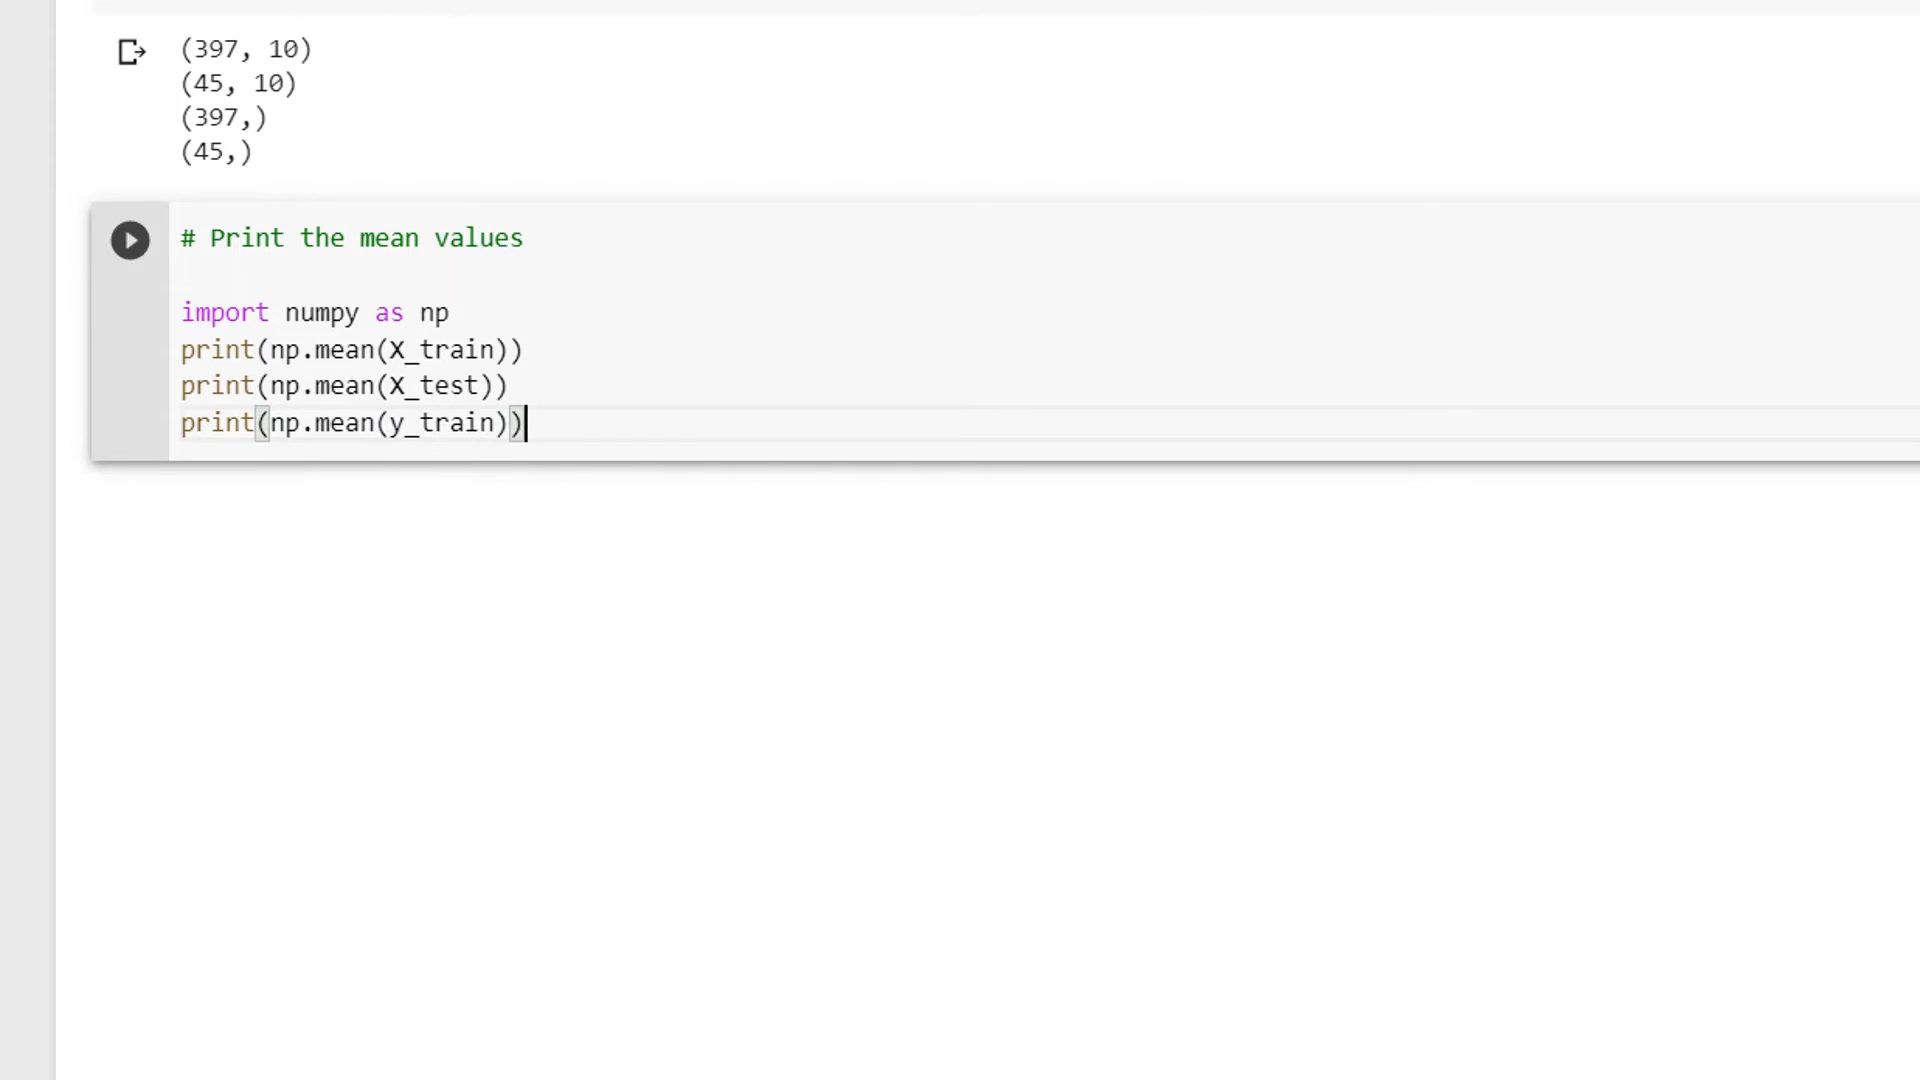 (397, 10)
(45, 10)
(397,)
(45,)
# Print the mean values
import numpy as np
print(np.mean(X_train))
print(np.mean(X_test))
print(np.mean(y_train))